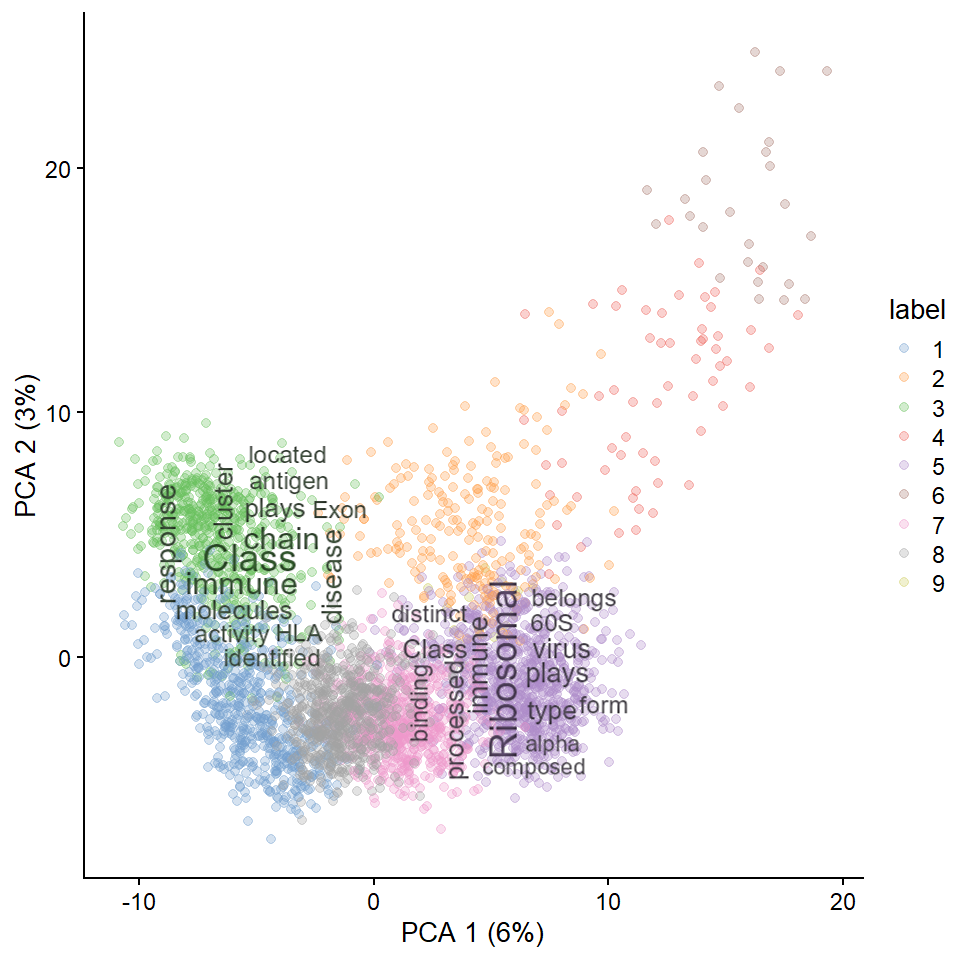 PCA 2 (3%)
20
10
0
-10
0
10
20
PCA 1 (6%)
label
1
2
3
4
5
6
7
8
9
located
antigen
plays Exon
cluster
response
chain
Class
immune
disease
molecules
activity HLA
identified
distinct
Class
binding
processed
immune
Ribosomal
belongs
60S
virus
plays
type form
alpha
composed